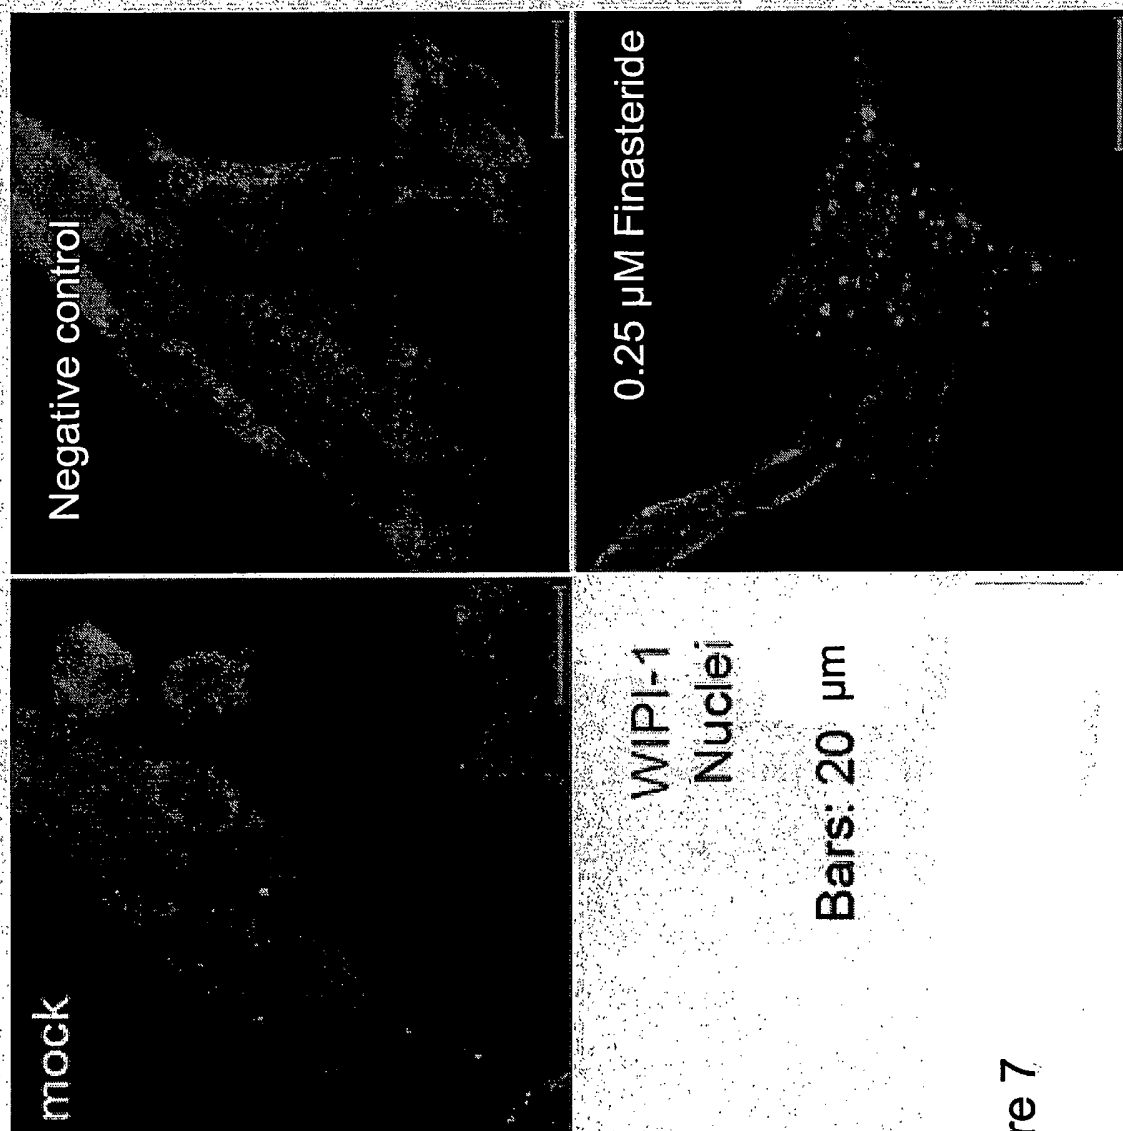 mock
Negative control
WIPI-1
Nuclei
Bars: 20 µm
0.25 µM Finasteride
re 7